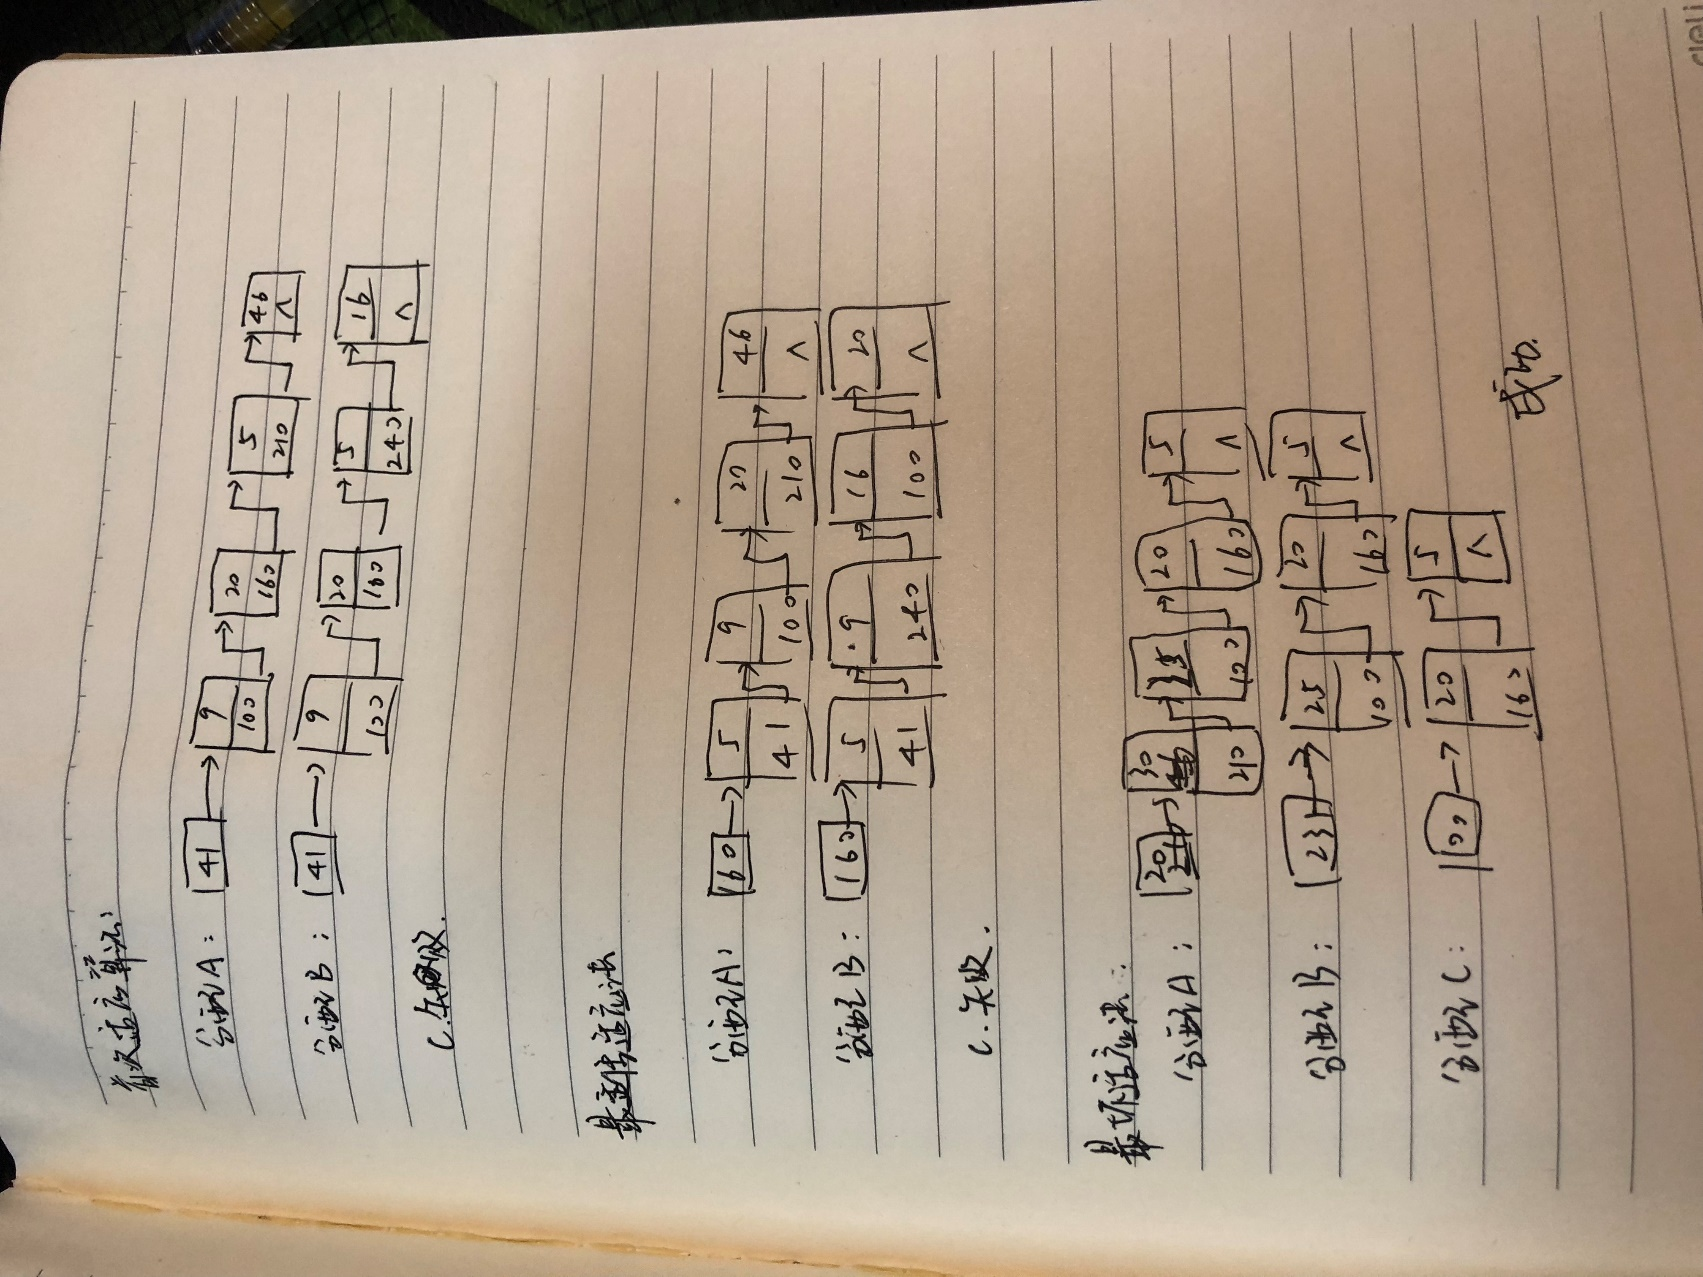 首次适应算法:
分配A: 41 → 9 100 → 20 160 → 5 210 → 46 ∧
分配B: 41 → 9 100 → 20 160 → 5 240 → 16 ∧
C.失败.
最佳适应法
分配A: 160 → 5 41 → 9 100 → 20 210 → 46 ∧
分配B: 160 → 5 41 → 9 240 → 16 100 → 20 ∧
C.失败.
最坏适应法:
分配A: → 30 210 → 25 100 → 20 160 → 5 ∧
分配B: 231 → 25 100 → 20 160 → 5 ∧
分配C: 100 → 20 160 → 5 ∧
成功.
deli